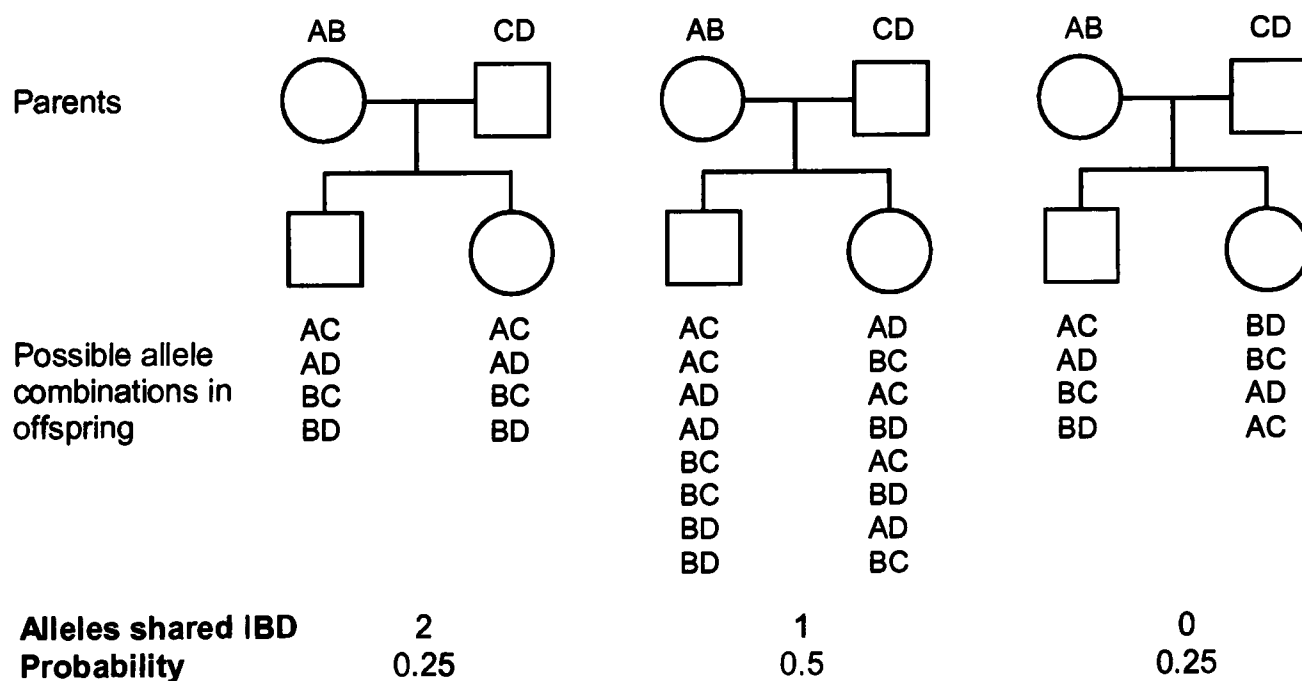 AB CD AB CD AB CD
Parents
AC AC AC AD AC BD
Possible allele AD AD AC BC AD BC
combinations in BC BC AD AC BC AD
offspring BD BD AD BD BD AC
BC AC
BC BD
BD AD
BD BC
Alleles shared IBD 2 1 0
Probability 0.25 0.5 0.25